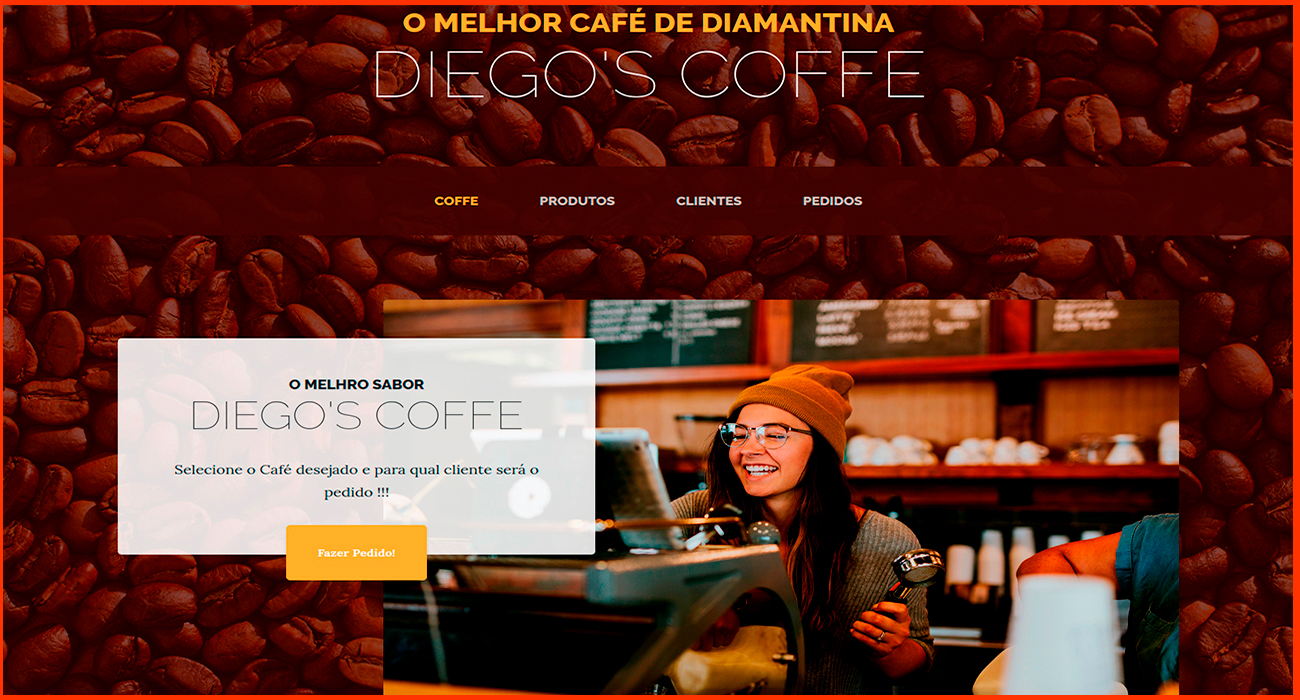 O MELHOR CAFÉ DE DIAMANTINA
DIEGO'S COFFE
COFFE
PRODUTOS
CLIENTES
PEDIDOS
O MELHRO SABOR
DIEGO'S COFFE
Selecione o Café desejado e para qual cliente será o
pedido !!!
Fazer Pedido!